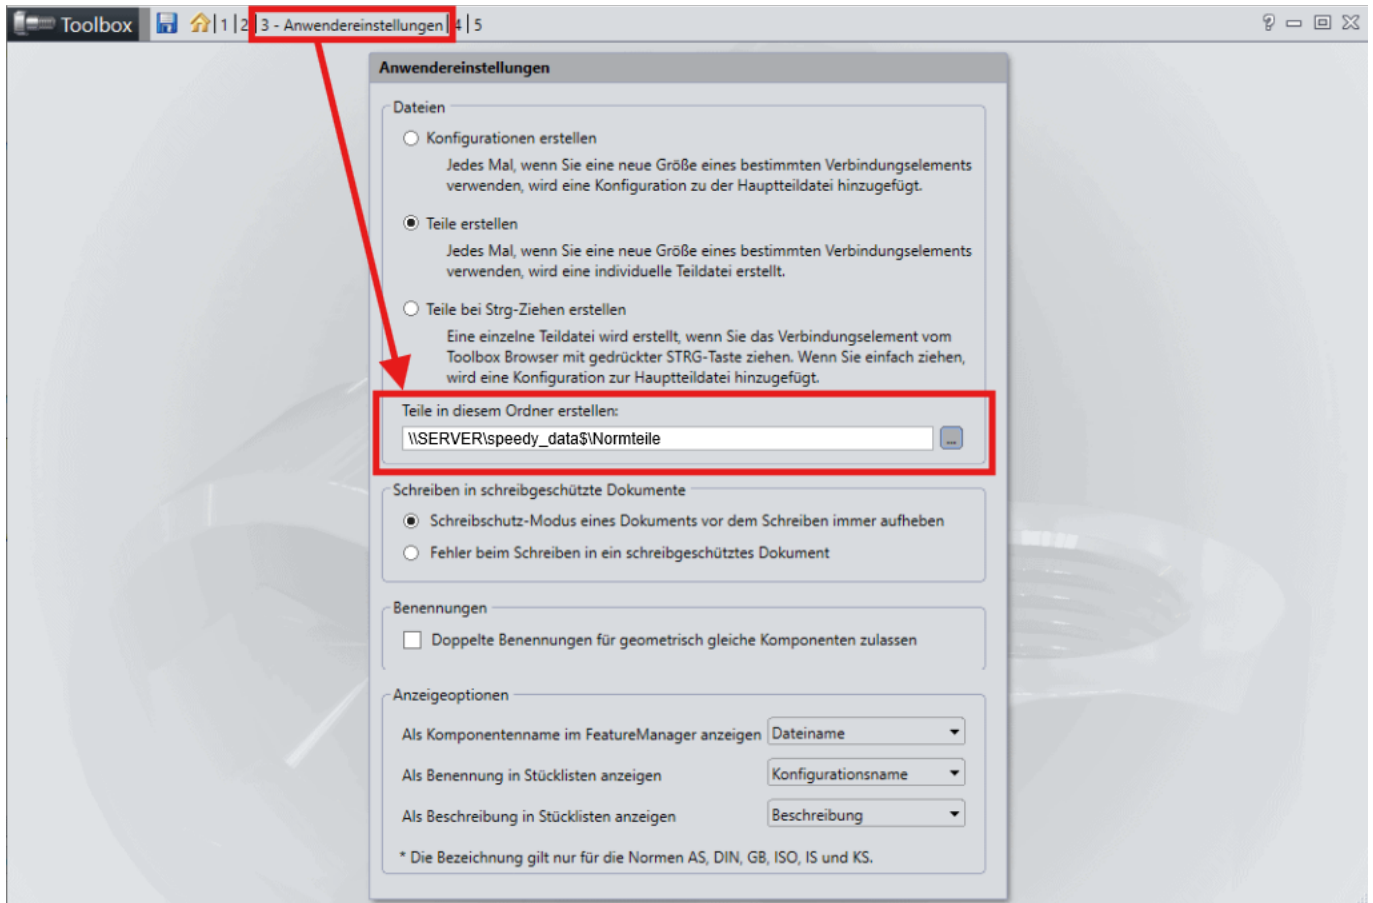 Toolbox 1 2 3 - Anwendereinstellungen 4 5
Anwendereinstellungen
Dateien
Konfigurationen erstellen
Jedes Mal, wenn Sie eine neue Größe eines bestimmten Verbindungselements
verwenden, wird eine Konfiguration zu der Hauptteildatei hinzugefügt.
Teile erstellen
Jedes Mal, wenn Sie eine neue Größe eines bestimmten Verbindungselements
verwenden, wird eine individuelle Teildatei erstellt.
Teile bei Strg-Ziehen erstellen
Eine einzelne Teildatei wird erstellt, wenn Sie das Verbindungselement vom
Toolbox Browser mit gedrückter STRG-Taste ziehen. Wenn Sie einfach ziehen,
wird eine Konfiguration zur Hauptteildatei hinzugefügt.
Teile in diesem Ordner erstellen:
\\SERVER\speedy_data$\Normteile ...
Schreiben in schreibgeschützte Dokumente
Schreibschutz-Modus eines Dokuments vor dem Schreiben immer aufheben
Fehler beim Schreiben in ein schreibgeschütztes Dokument
Benennungen
Doppelte Benennungen für geometrisch gleiche Komponenten zulassen
Anzeigeoptionen
Als Komponentenname im FeatureManager anzeigen Dateiname
Als Benennung in Stücklisten anzeigen Konfigurationsname
Als Beschreibung in Stücklisten anzeigen Beschreibung
* Die Bezeichnung gilt nur für die Normen AS, DIN, GB, ISO, IS und KS.